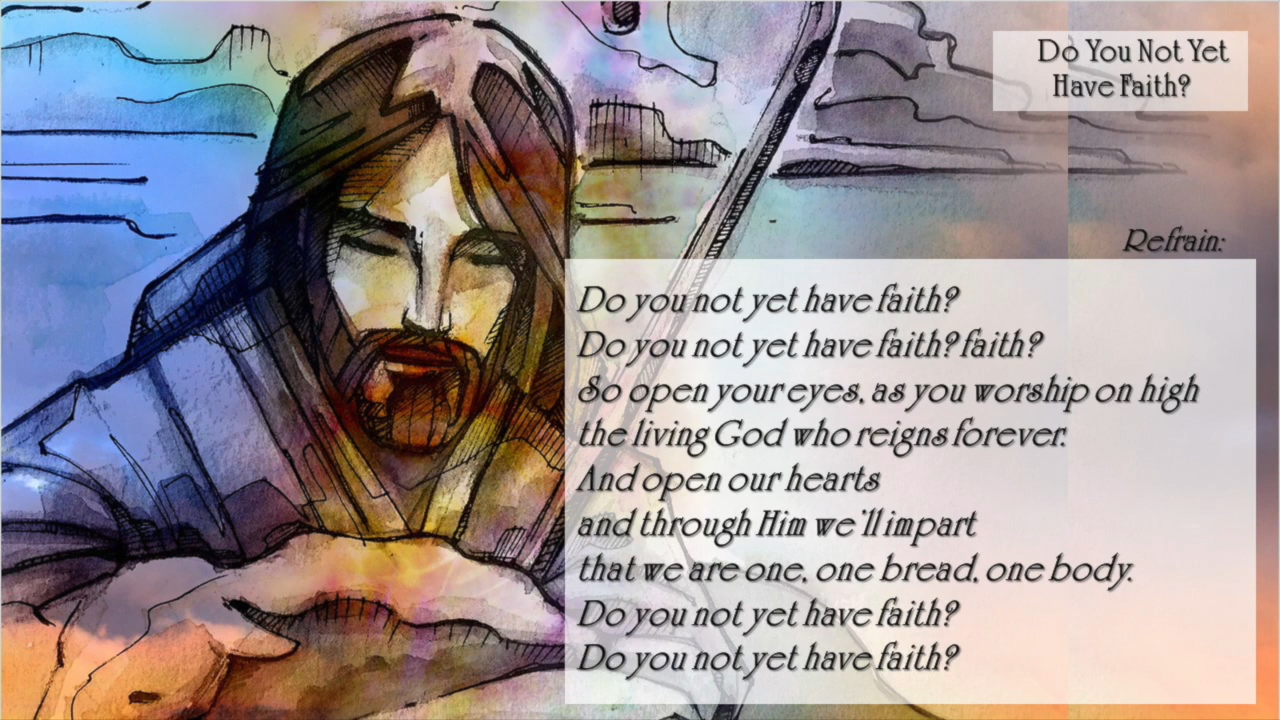 Do You Not Yet
Have Faith?
Refrain:
Do you not yet have faith?
Do you not yet have faith? faith?
So open your eyes, as you worship on high
the living God who reigns forever.
And open our hearts
and through Him we'll impart
that we are one, one bread, one body.
Do you not yet have faith?
Do you not yet have faith?